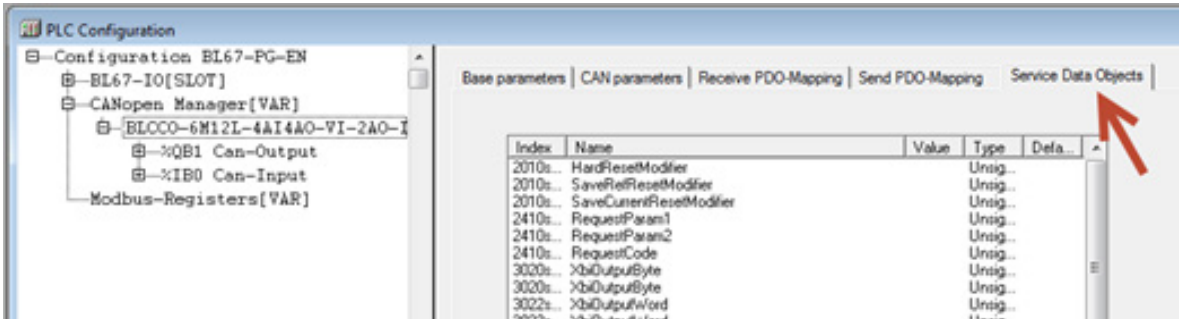 PLC Configuration
Configuration BL67-PG-EN
BL67-IO[SLOT]
CANopen Manager[VAR]
BLCCO-6M12L-4AI4AO-VI-2AO-I
%QB1 Can-Output
%IB0 Can-Input
Modbus-Registers[VAR]
Base parameters CAN parameters Receive PDO-Mapping Send PDO-Mapping Service Data Objects
Index Name Value Type Defa...
2010s... HardResetModifier Unsig...
2010s... SaveRefResetModifier Unsig...
2010s... SaveCurrentResetModifier Unsig...
2410s... RequestParam1 Unsig...
2410s... RequestParam2 Unsig...
2410s... RequestCode Unsig...
3020s... XbiOutputByte Unsig...
3020s... XbiOutputByte Unsig...
3022s... XbiOutputWord Unsig...